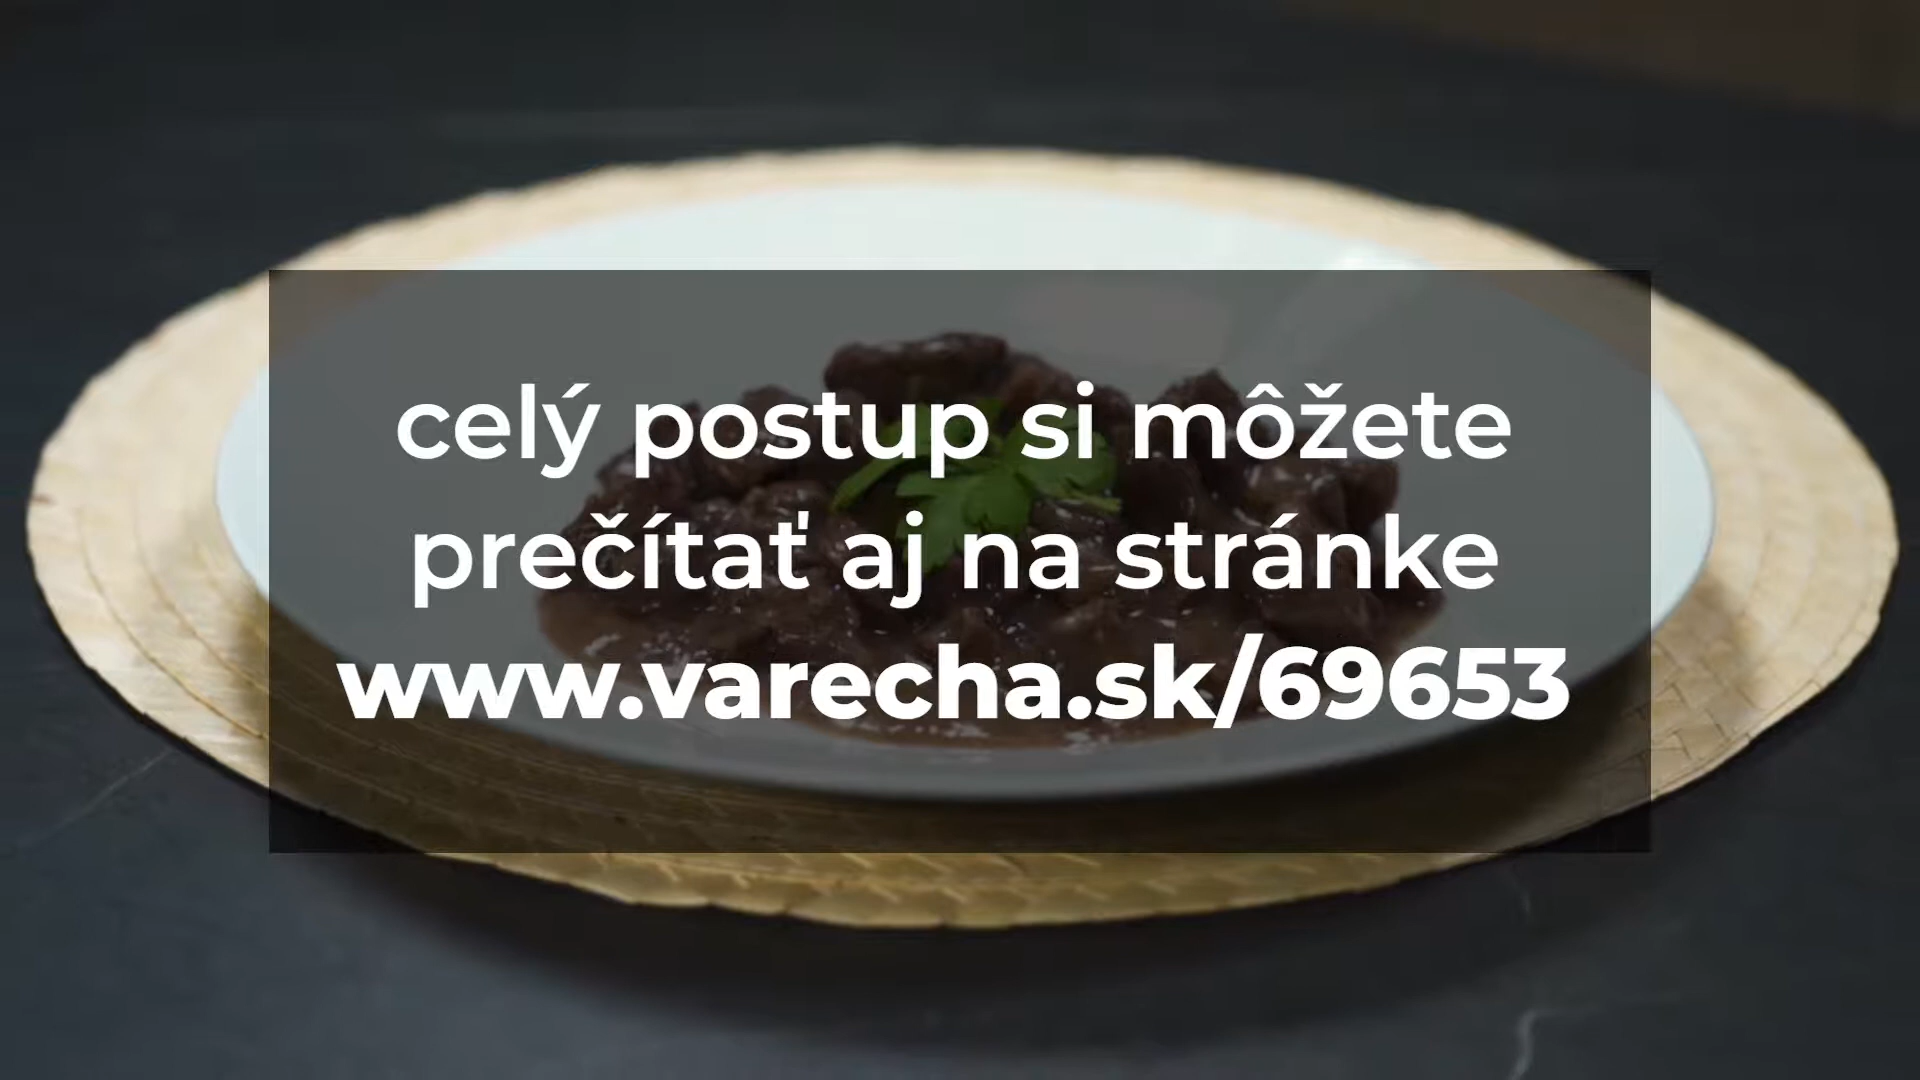 celý postup si môžete
prečítať aj na stránke
www.varecha.sk/69653